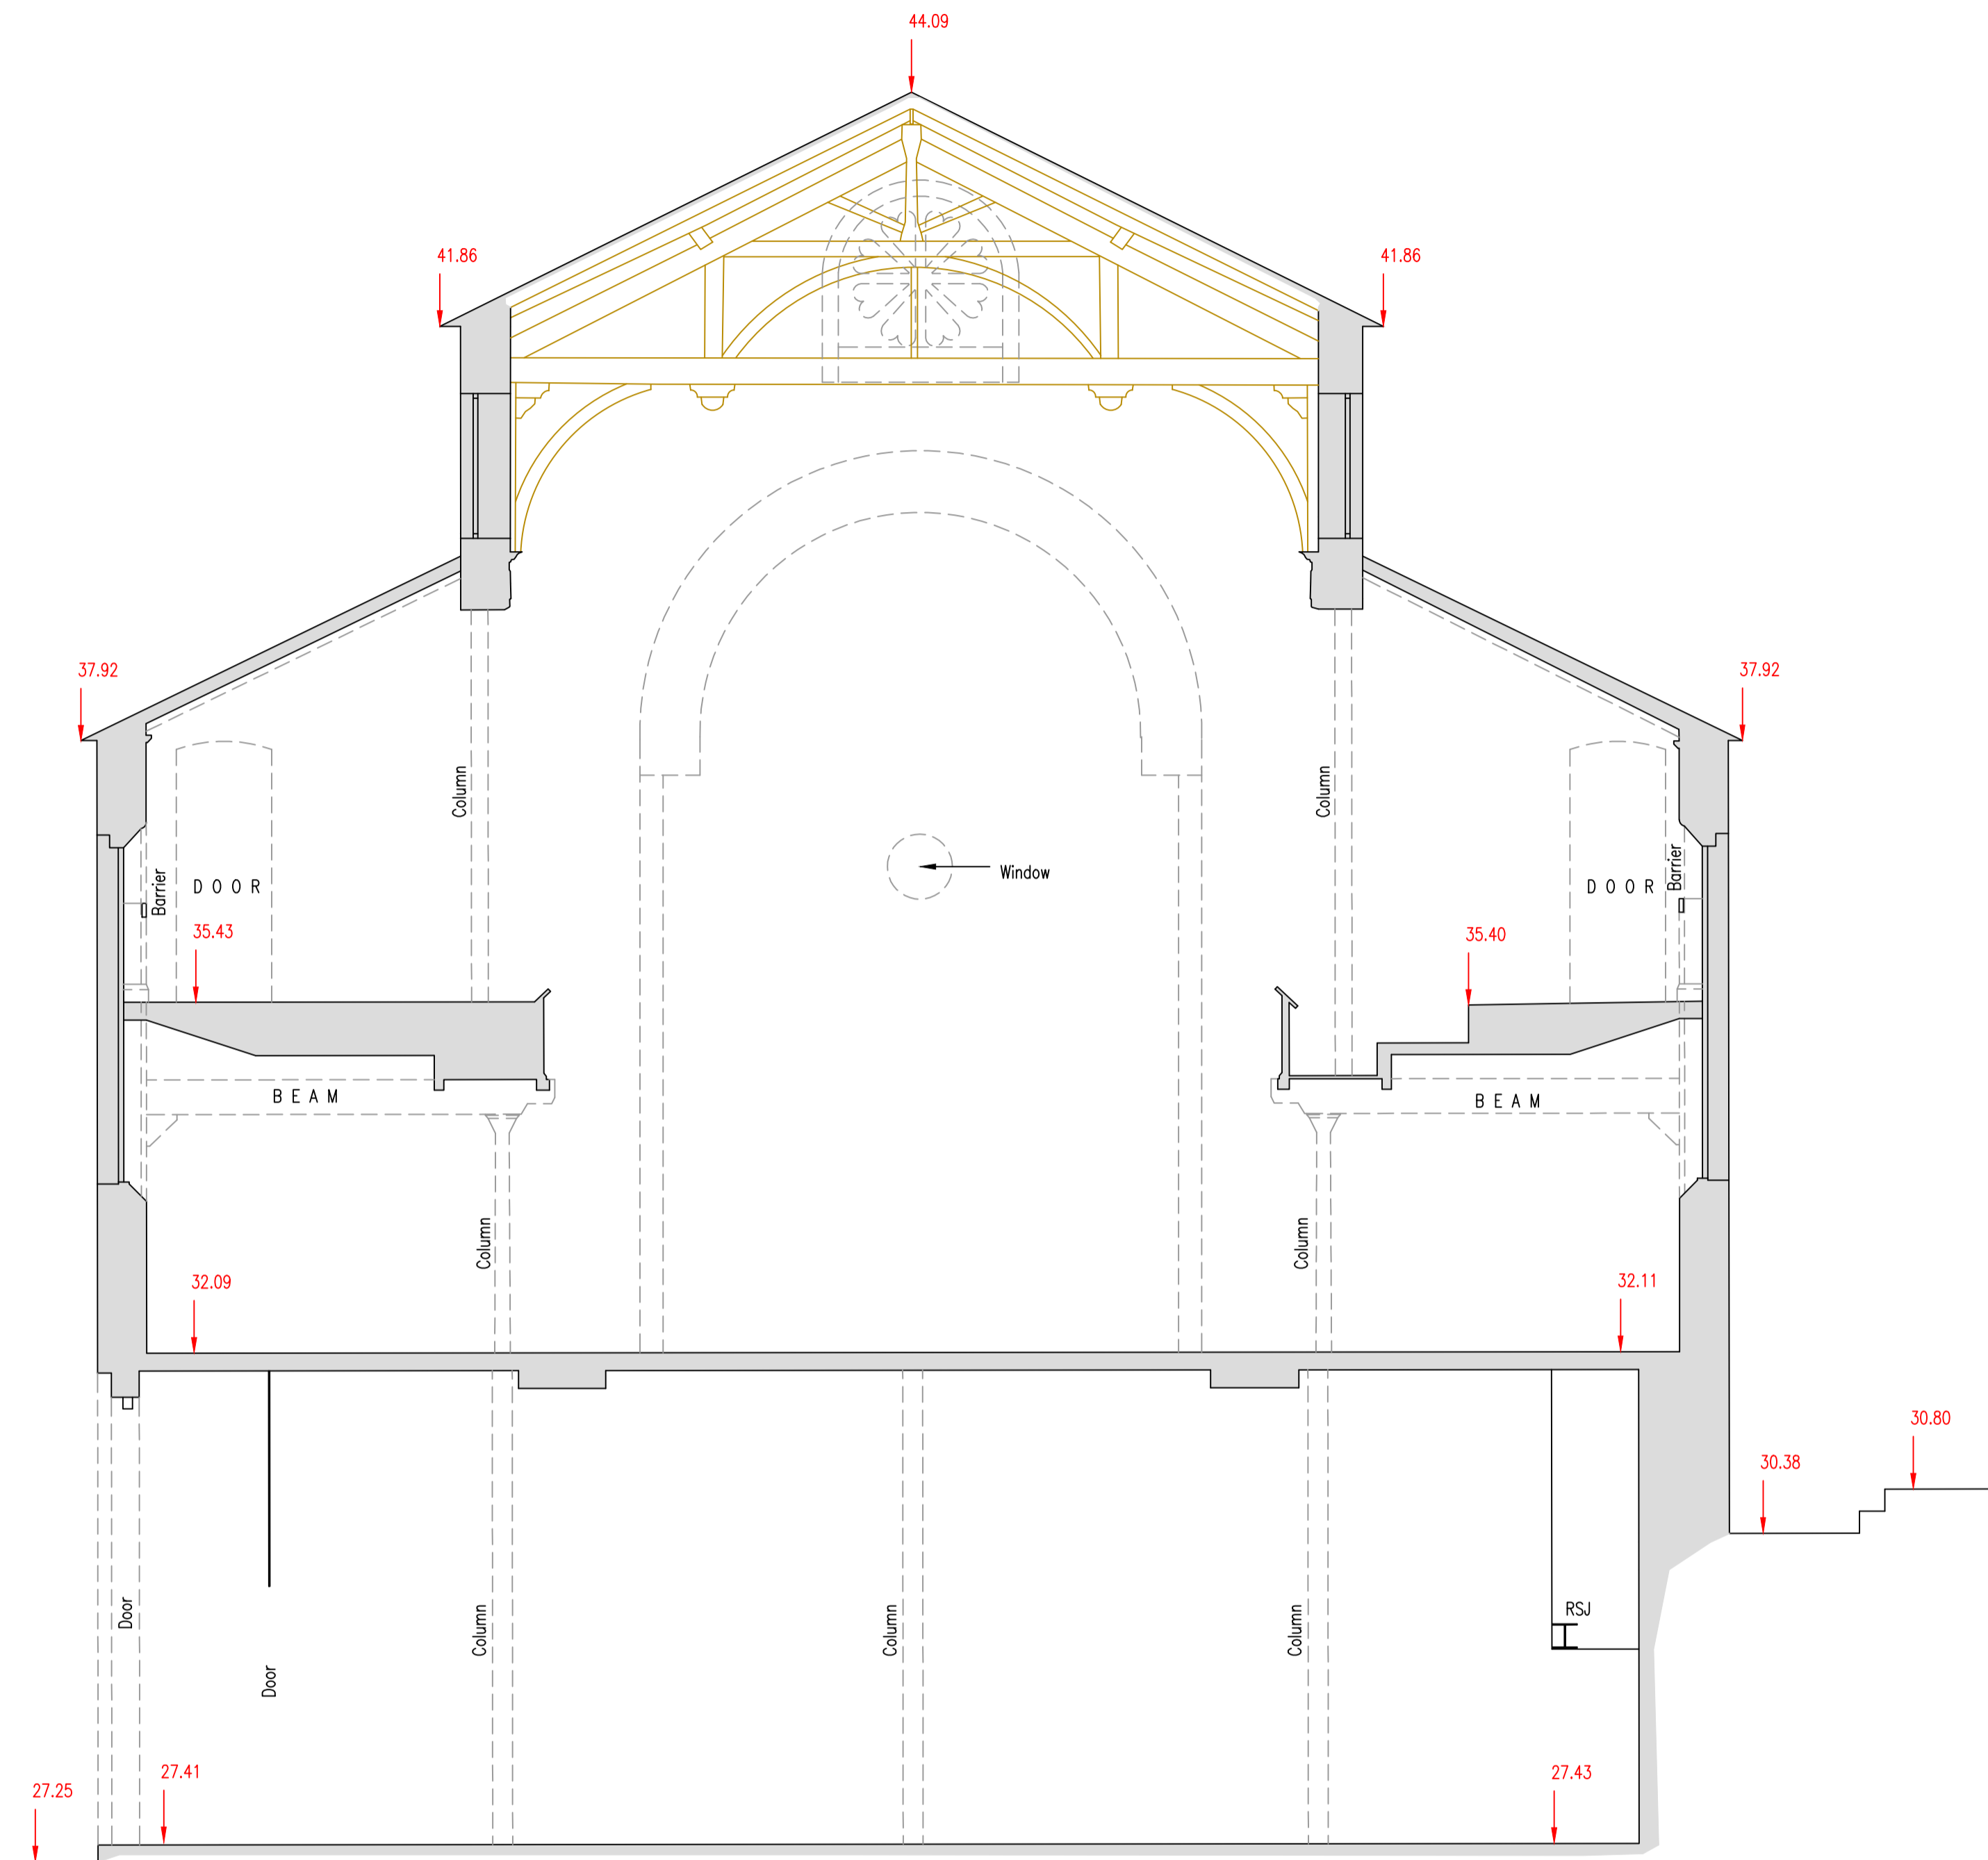 44.09
41.86
41.86
37.92
37.92
Column
Column
Barrier
Barrier
Window
DOOR
DOOR
35.43
35.40
BEAM
BEAM
Column
Column
32.09
32.11
30.80
30.38
Door
Column
Column
Column
RSJ
Door
27.41
27.43
27.25